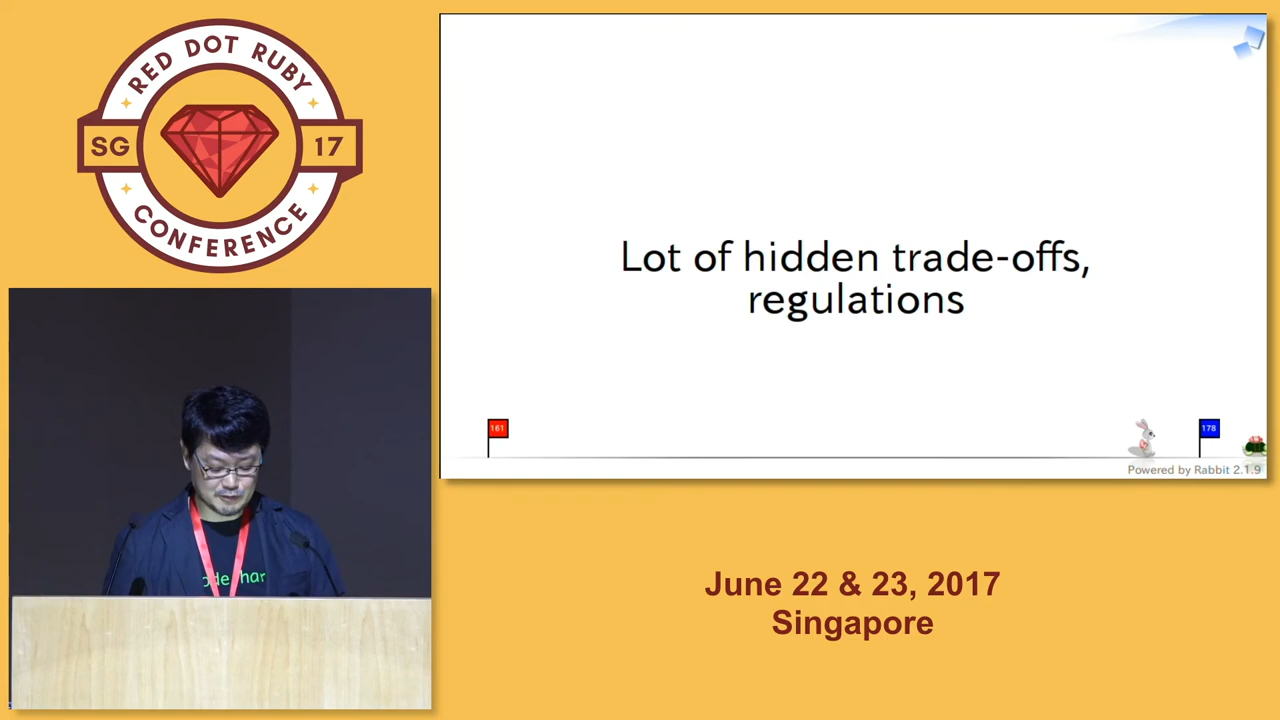 RED DOT RUBY
SG
17
CONFERENCE
Lot of hidden trade-offs,
regulations
161
178
Powered by Rabbit 2.1.9
June 22 & 23, 2017
Singapore